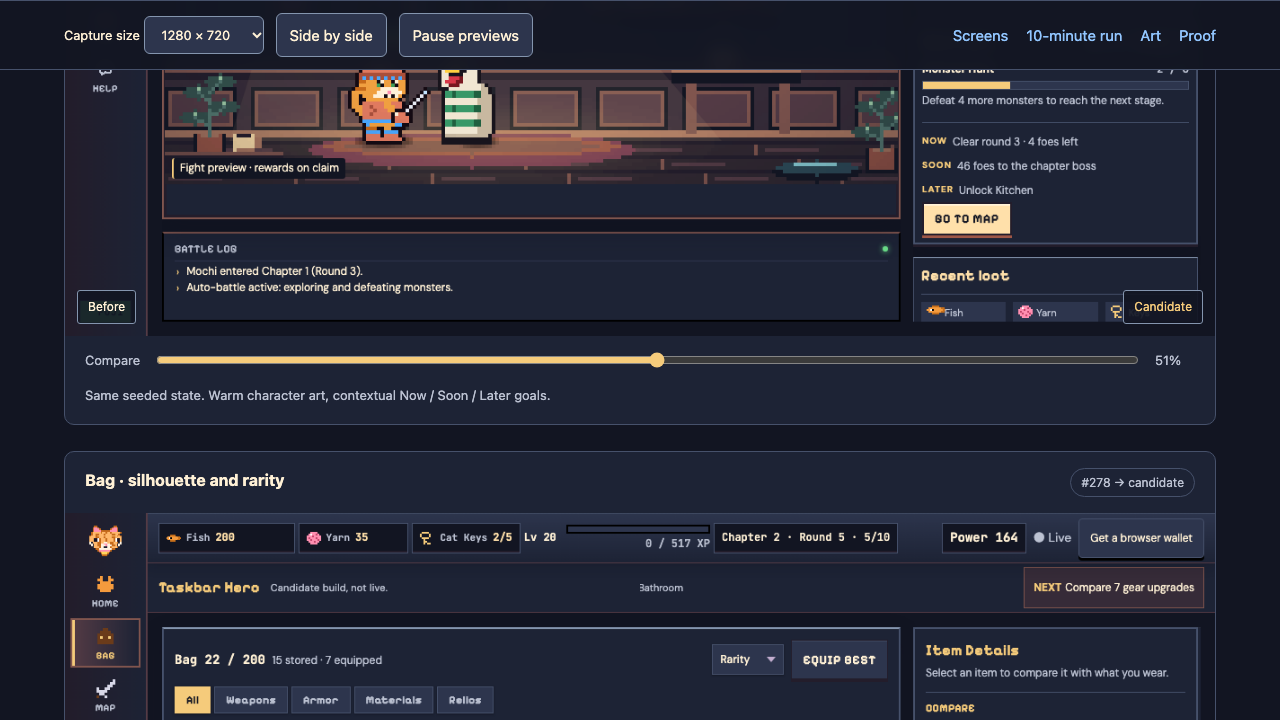 Capture size 1280 × 720 Side by side Pause previews Screens 10-minute run Art Proof
HELP
Defeat 4 more monsters to reach the next stage.
NOW Clear round 3 · 4 foes left
SOON 46 foes to the chapter boss
LATER Unlock Kitchen
GO TO MAP
Fight preview · rewards on claim
BATTLE LOG
› Mochi entered Chapter 1 (Round 3).
› Auto-battle active: exploring and defeating monsters.
Recent loot
Fish Yarn
Before Candidate
Compare 51%
Same seeded state. Warm character art, contextual Now / Soon / Later goals.
Bag · silhouette and rarity #278 → candidate
Fish 200 Yarn 35 Cat Keys 2/5 Lv 20 0 / 517 XP Chapter 2 · Round 5 · 5/10 Power 164 Live Get a browser wallet
HOME
Taskbar Hero Candidate build, not live. Bathroom NEXT Compare 7 gear upgrades
BAG
Bag 22 / 200 15 stored · 7 equipped Rarity EQUIP BEST
All Weapons Armor Materials Relics
MAP
Item Details
Select an item to compare it with what you wear.
COMPARE